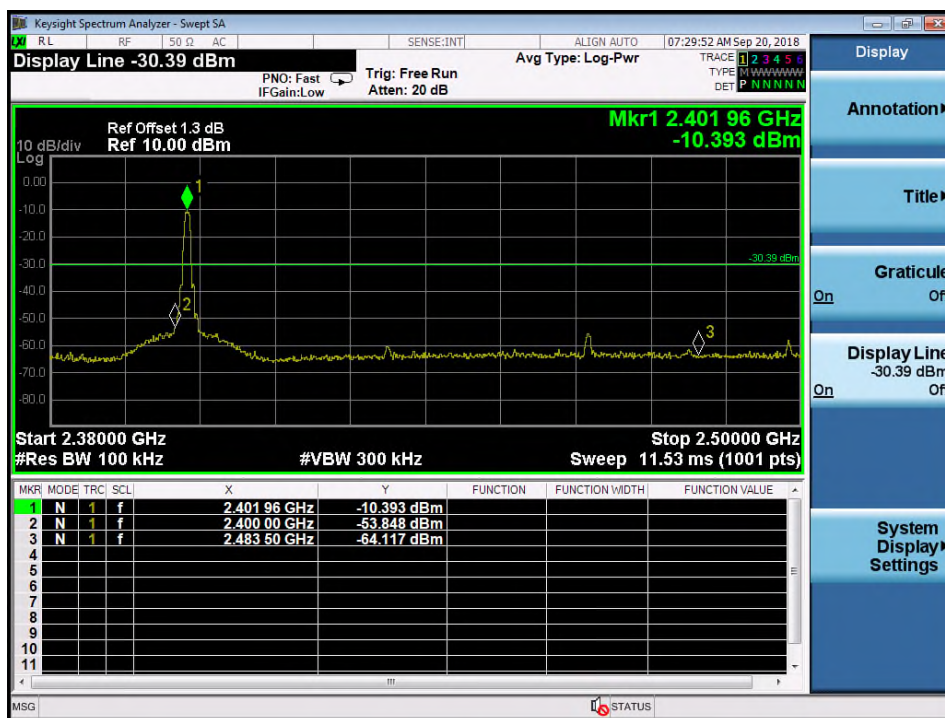 Keysight Spectrum Analyzer - Swept SA
LXI RL RF 50 Ω AC SENSE:INT ALIGN AUTO 07:29:52 AM Sep 20, 2018
Display Line -30.39 dBm
Avg Type: Log-Pwr
TRACE 1 2 3 4 5 6
TYPE M WWWWW
DET P N N N N N
PNO: Fast Trig: Free Run
IFGain:Low Atten: 20 dB
Mkr1 2.401 96 GHz
-10.393 dBm
Ref Offset 1.3 dB
10 dB/div Ref 10.00 dBm
Log
0.00
-10.0
-20.0
-30.0
-40.0
-50.0
-60.0
-70.0
-80.0
1
2
3
-30.39 dBm
Start 2.38000 GHz Stop 2.50000 GHz
#Res BW 100 kHz #VBW 300 kHz Sweep 11.53 ms (1001 pts)
MKR MODE TRC SCL X Y FUNCTION FUNCTION WIDTH FUNCTION VALUE
1 N 1 f 2.401 96 GHz -10.393 dBm
2 N 1 f 2.400 00 GHz -53.848 dBm
3 N 1 f 2.483 50 GHz -64.117 dBm
4
5
6
7
8
9
10
11
MSG STATUS
Display
Annotation
Title
Graticule
On Off
Display Line
-30.39 dBm
On Off
System
Display
Settings